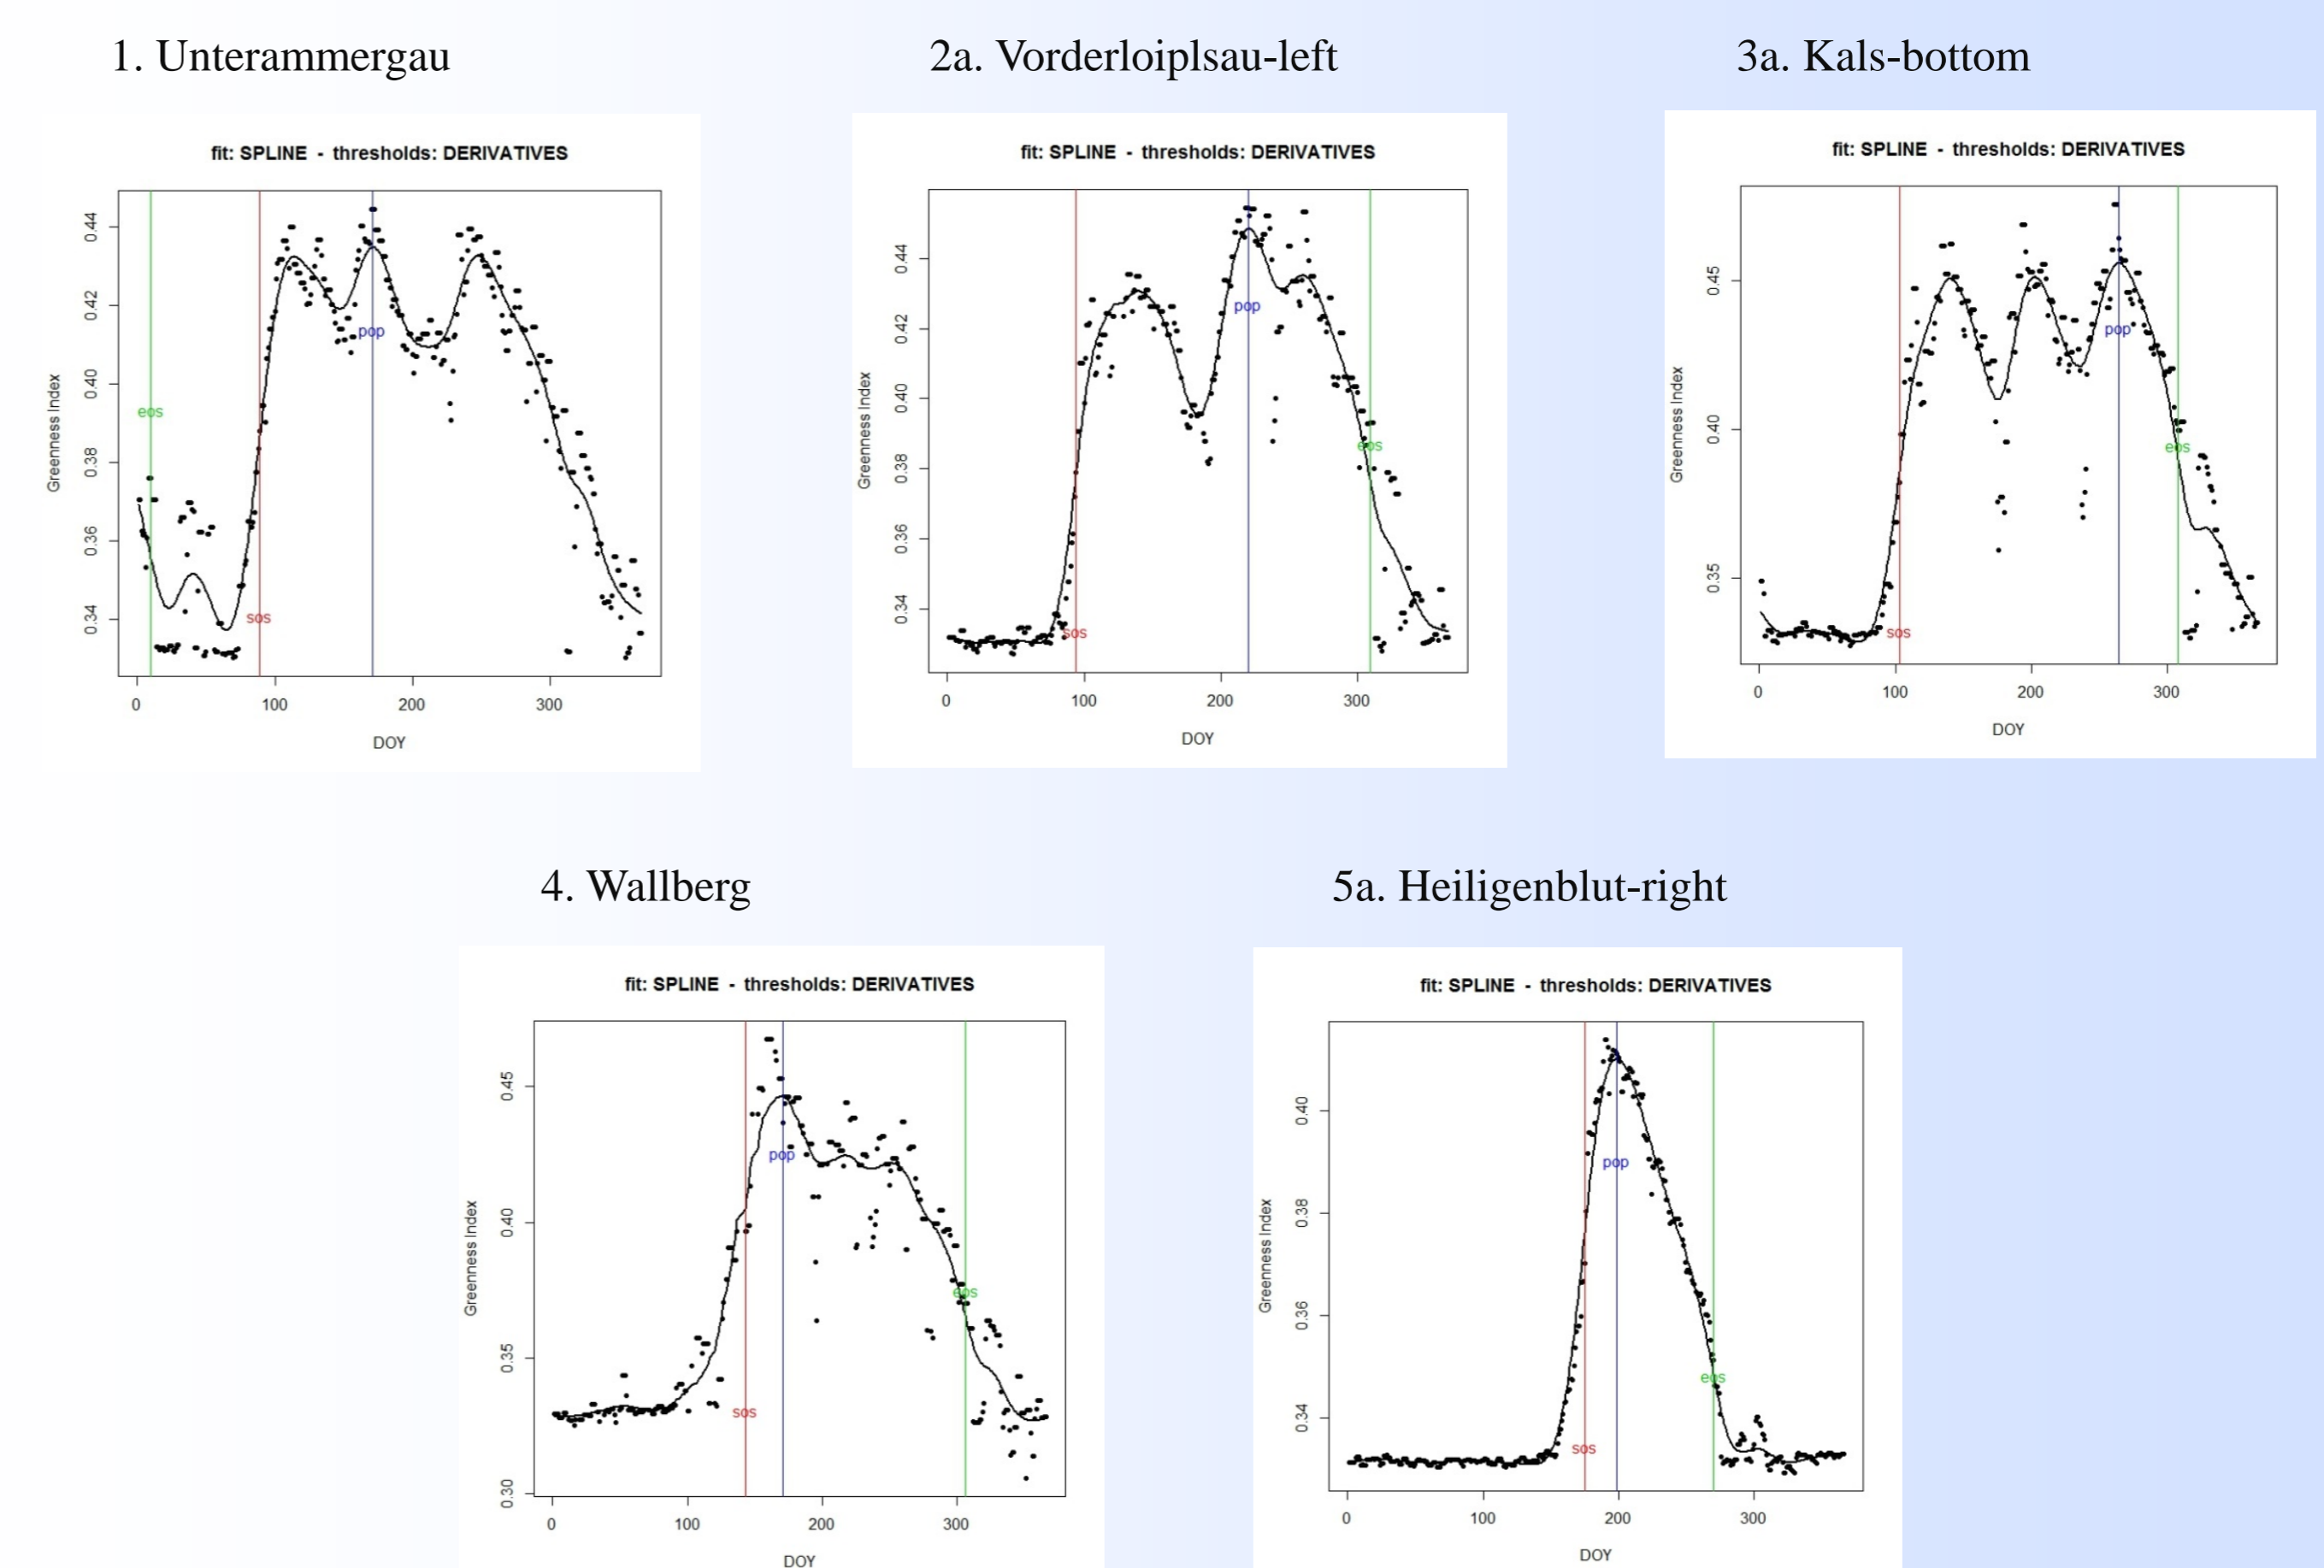 1. Unterammergau
2a. Vorderloiplsau-left
3a. Kals-bottom
fit: SPLINE - thresholds: DERIVATIVES
Greenness Index
0.44
0.42
0.40
0.38
0.36
0.34
eos
sos
pop
0 100 200 300
DOY
fit: SPLINE - thresholds: DERIVATIVES
Greenness Index
0.44
0.42
0.40
0.38
0.36
0.34
pop
eos
sos
0 100 200 300
DOY
fit: SPLINE - thresholds: DERIVATIVES
Greenness Index
0.45
0.40
0.35
pop
eos
sos
0 100 200 300
DOY
4. Wallberg
5a. Heiligenblut-right
fit: SPLINE - thresholds: DERIVATIVES
Greenness Index
0.45
0.40
0.35
0.30
pop
eos
sos
0 100 200 300
DOY
fit: SPLINE - thresholds: DERIVATIVES
Greenness Index
0.40
0.38
0.36
0.34
pop
eos
sos
0 100 200 300
DOY